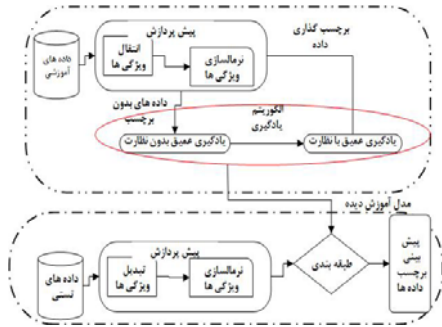 پیش پردازش
برچسب گذاری
داده
داده های
آموزشی
انتقال
ویژگی ها
نرمالسازی
ویژگی ها
داده های بدون
برچسب
الگوریتم
یادگیری
یادگیری عمیق بدون نظارت
یادگیری عمیق با نظارت
مدل آموزش دیده
پیش پردازش
داده های
تستی
تبدیل
ویژگی ها
نرمالسازی
ویژگی ها
طبقه بندی
پیش
بینی
برچسب
داده ها